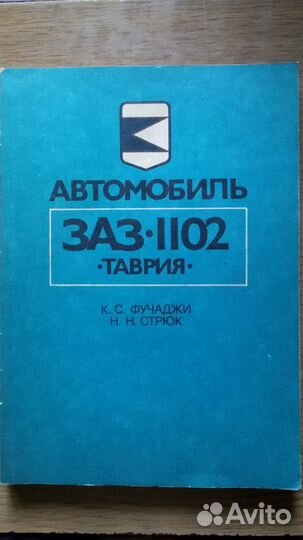 АВТОМОБИЛЬ
ЗАЗ·1102
·ТАВРИЯ·
К. С. ФУЧАДЖИ
Н. Н. СТРЮК
Avito